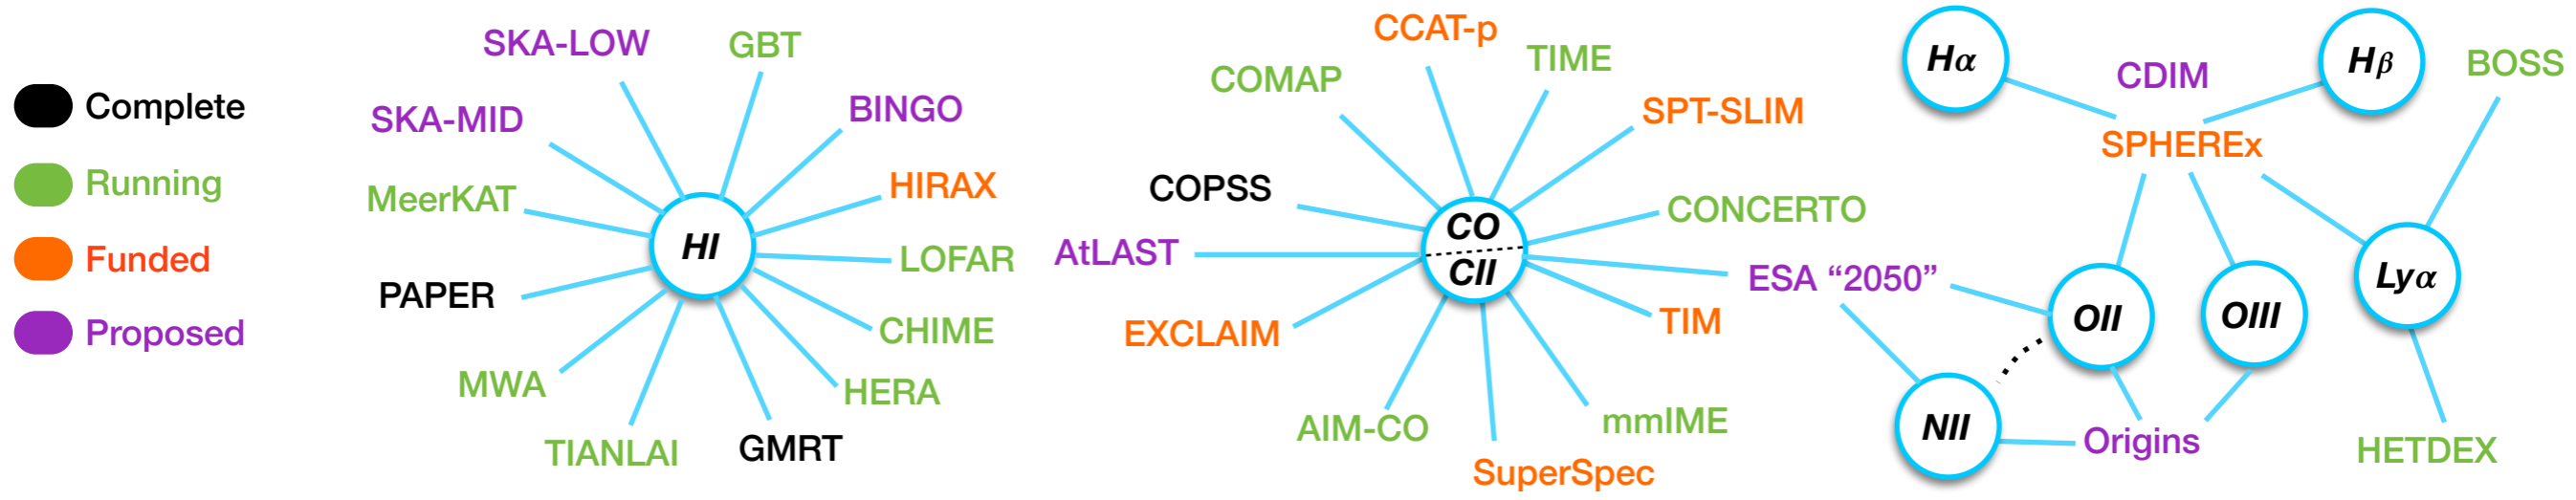 Complete
Running
Funded
Proposed
SKA-LOW
GBT
SKA-MID
BINGO
MeerKAT
HIRAX
HI
PAPER
LOFAR
CHIME
MWA
HERA
TIANLAI
GMRT
CCAT-p
COMAP
TIME
SPT-SLIM
COPSS
CONCERTO
CO
CII
AtLAST
ESA “2050”
EXCLAIM
TIM
AIM-CO
mmIME
SuperSpec
Hα
CDIM
Hβ
BOSS
SPHEREx
OII
OIII
Lyα
NII
Origins
HETDEX